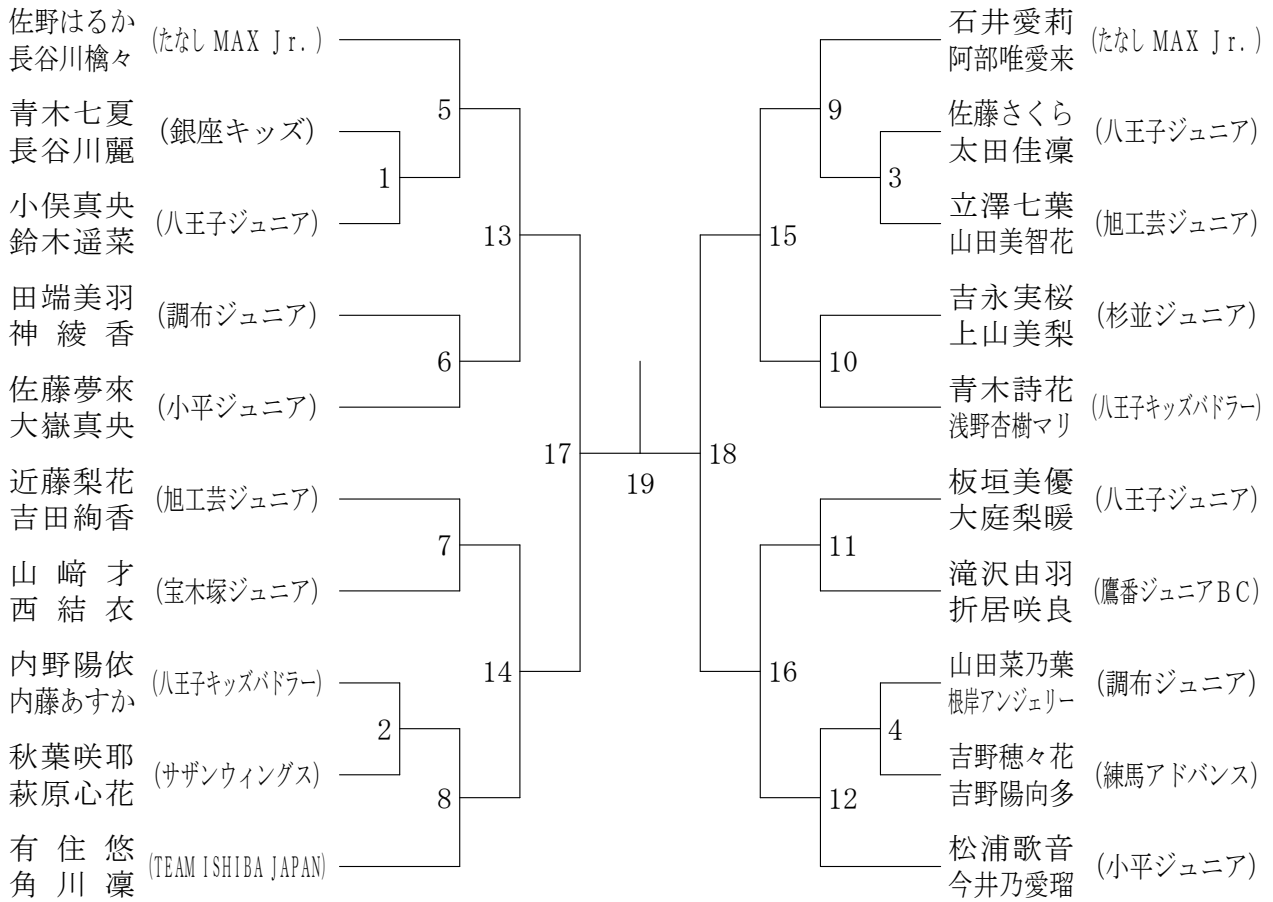 佐野はるか
長谷川檎々
(たなし MAX Jr.)
5
青木七夏
長谷川麗
(銀座キッズ)
1
小俣真央
鈴木遥菜
(八王子ジュニア)
13
田端美羽
神綾香
(調布ジュニア)
6
佐藤夢來
大嶽真央
(小平ジュニア)
17
近藤梨花
吉田絢香
(旭工芸ジュニア)
7
山﨑才
西結衣
(宝木塚ジュニア)
14
内野陽依
内藤あすか
(八王子キッズバドラー)
2
秋葉咲耶
萩原心花
(サザンウィングス)
8
有住悠
角川凜
(TEAM ISHIBA JAPAN)
19
石井愛莉
阿部唯愛来
(たなし MAX Jr.)
9
佐藤さくら
太田佳凜
(八王子ジュニア)
3
立澤七葉
山田美智花
(旭工芸ジュニア)
15
吉永実桜
上山美梨
(杉並ジュニア)
10
青木詩花
浅野杏樹マリ
(八王子キッズバドラー)
18
板垣美優
大庭梨暖
(八王子ジュニア)
11
滝沢由羽
折居咲良
(鷹番ジュニアBC)
16
山田菜乃葉
根岸アンジェリー
(調布ジュニア)
4
吉野穂々花
吉野陽向多
(練馬アドバンス)
12
松浦歌音
今井乃愛瑠
(小平ジュニア)